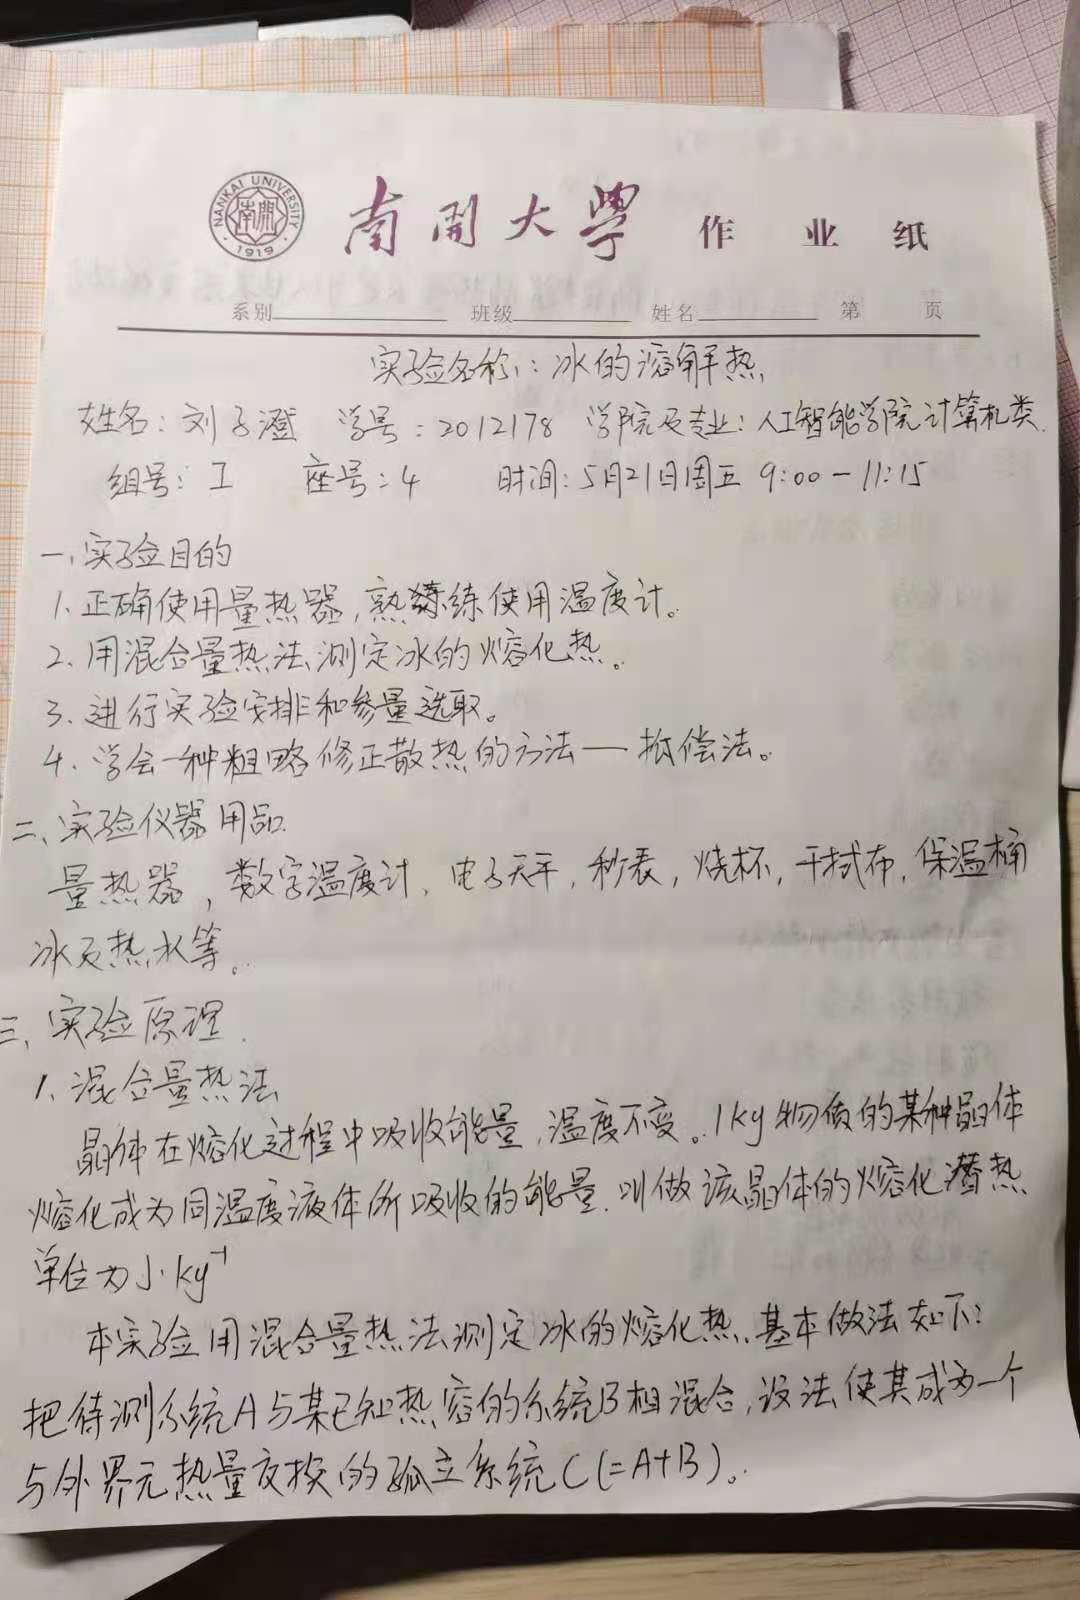 NANKAI UNIVERSITY
南開
1919
南開大學 作业纸
系别 班级 姓名 第 页
实验名称：冰的溶解热
姓名：刘子澄 学号：2012178 学院及专业：人工智能学院计算机类
组号：I 座号：4 时间：5月21日周五 9:00-11:15
一、实验目的
1、正确使用量热器，熟练使用温度计。
2、用混合量热法测定冰的熔化热。
3、进行实验安排和参量选取。
4、学会一种粗略修正散热的方法——抵偿法。
二、实验仪器用品
量热器，数字温度计，电子天平，秒表，烧杯，干拭布，保温桶
冰及热水等。
三、实验原理
1、混合量热法
晶体在熔化过程中吸收能量，温度不变。1kg物质的某种晶体
熔化成为同温度液体所吸收的能量，叫做该晶体的熔化潜热
单位为J·kg⁻¹
本实验用混合量热法测定冰的熔化热，基本做法如下：
把待测系统A与某已知热容的系统B相混合，设法使其成为一个
与外界无热量交换的孤立系统C(=A+B)。